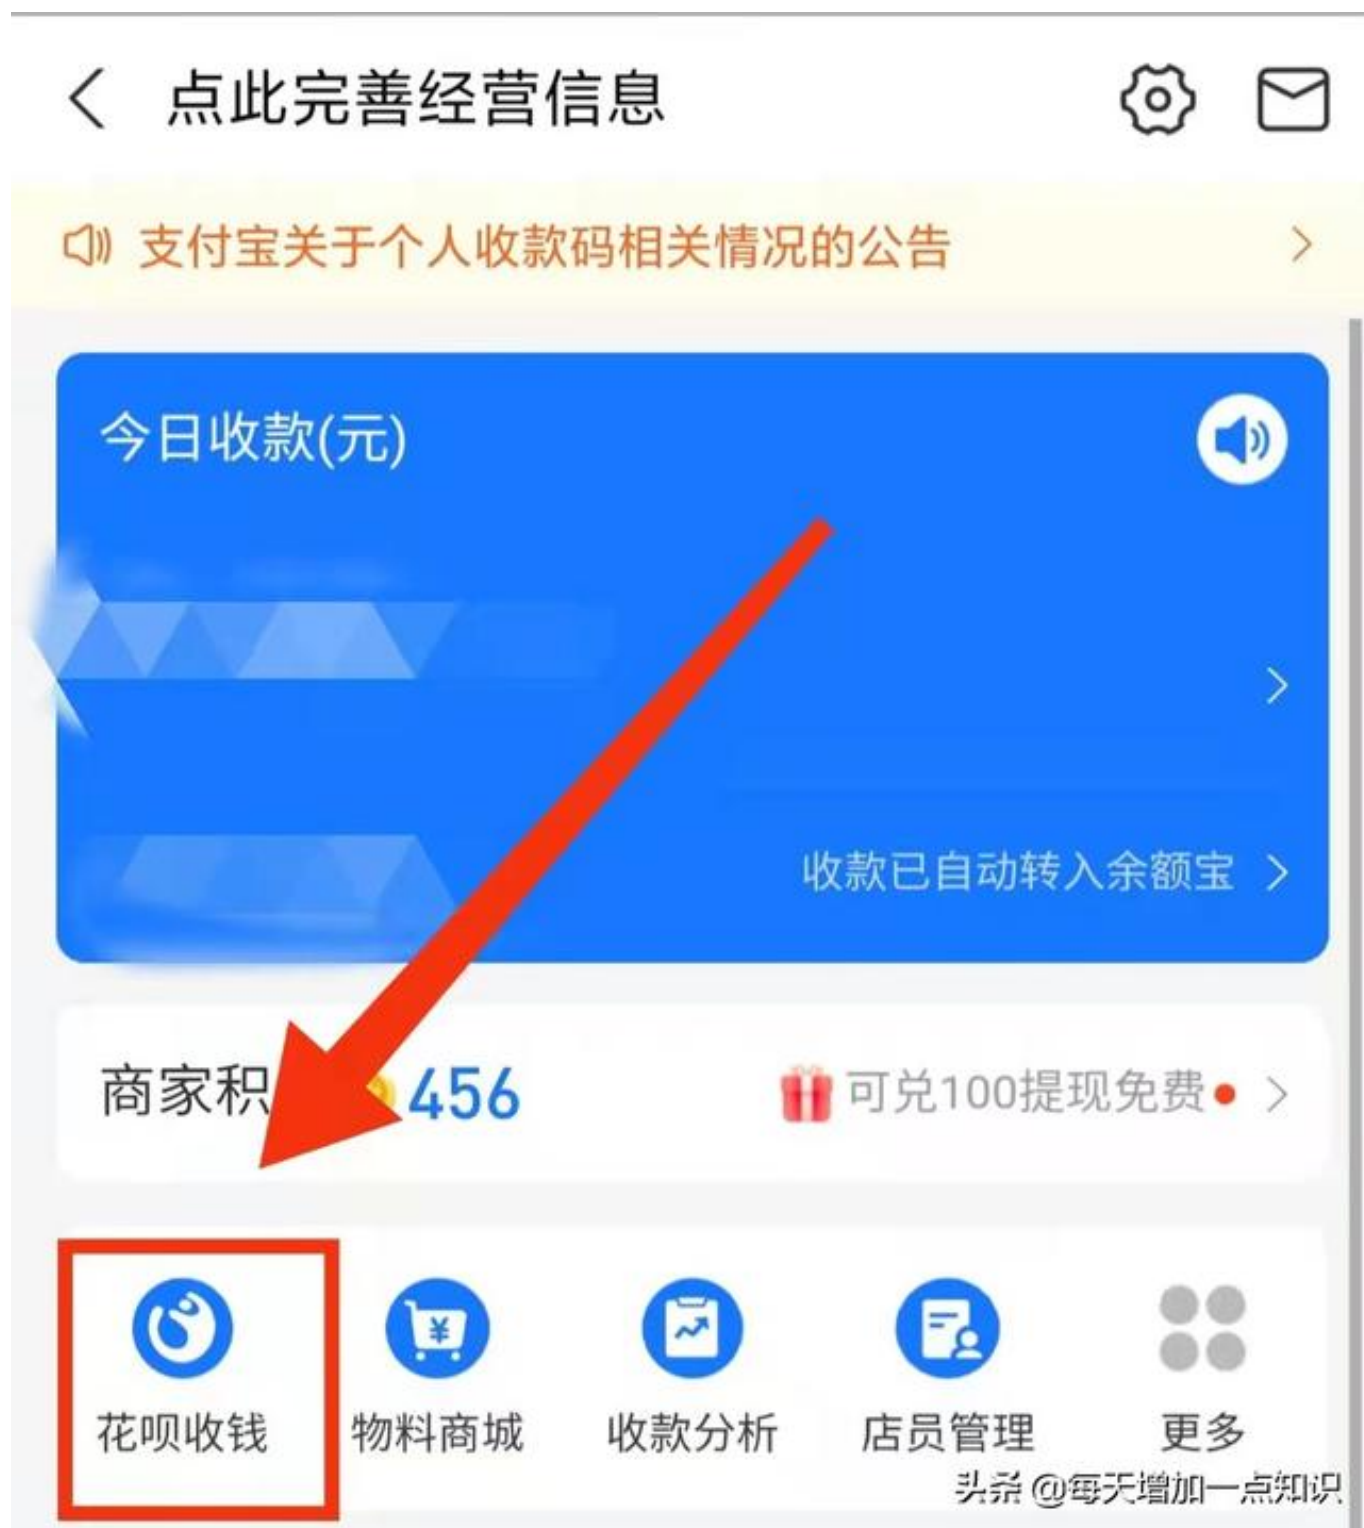 点此完善经营信息
支付宝关于个人收款码相关情况的公告
今日收款(元)
收款已自动转入余额宝
商家积 456 可兑100提现免费
花呗收钱 物料商城 收款分析 店员管理 更多
头条 @每天增加一点知识